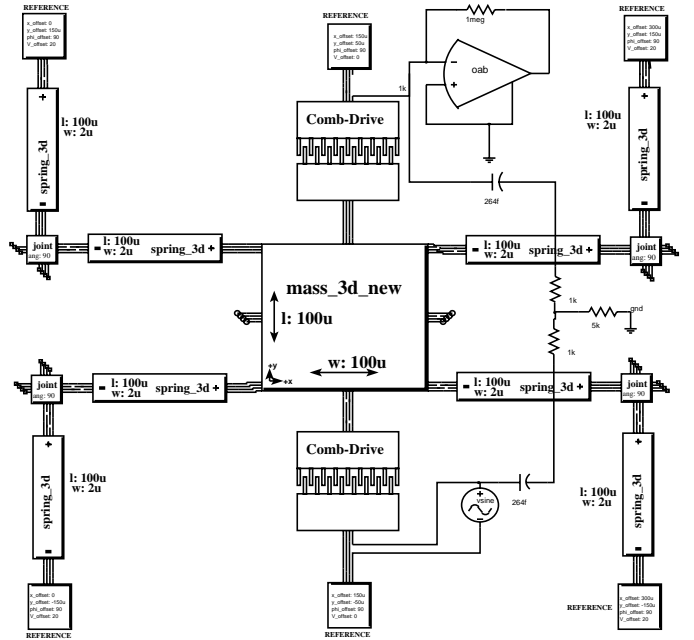 REFERENCE
x_offset: 0
y_offset: 150u
phi_offset: 90
V_offset: 20
REFERENCE
x_offset: 150u
y_offset: 50u
phi_offset: 90
V_offset: 0
1meg
oab
1k
REFERENCE
x_offset: 300u
y_offset: 150u
phi_offset: 90
V_offset: 20
+
spring_3d
-
l: 100u
w: 2u
Comb-Drive
-
+
264f
l: 100u
w: 2u
+
spring_3d
-
joint
ang: 90
- l: 100u
w: 2u
spring_3d +
- l: 100u
w: 2u
spring_3d +
joint
ang: 90
mass_3d_new
l: 100u
w: 100u
+y
+x
1k
gnd
5k
1k
joint
ang: 90
- l: 100u
w: 2u
spring_3d +
- l: 100u
w: 2u
spring_3d +
joint
ang: 90
+
spring_3d
-
l: 100u
w: 2u
Comb-Drive
+
vsine
-
264f
l: 100u
w: 2u
+
spring_3d
-
x_offset: 0
y_offset: -150u
phi_offset: 90
V_offset: 20
REFERENCE
x_offset: 150u
y_offset: -50u
phi_offset: 90
V_offset: 0
REFERENCE
REFERENCE
x_offset: 300u
y_offset: -150u
phi_offset: 90
V_offset: 20